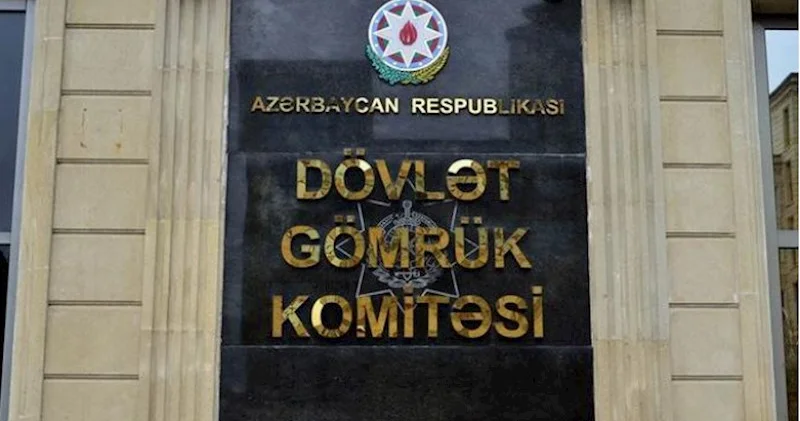 AZƏRBAYCAN RESPUBLİKASI
DÖVLƏT
GÖMRÜK
KOMİTƏSİ